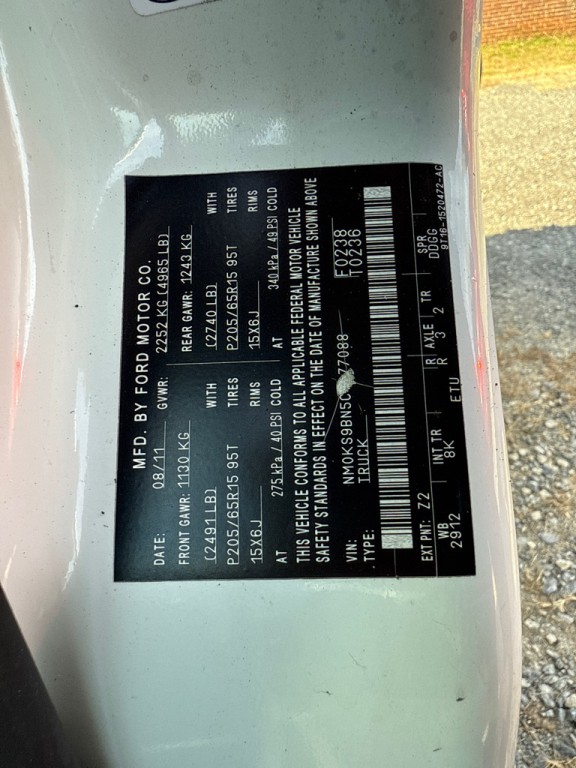 MFD. BY FORD MOTOR CO.
DATE: 08/11 GVWR: 2252 KG (4965 LB)
FRONT GAWR: 1130 KG REAR GAWR: 1243 KG
(2491 LB) WITH (2740 LB) WITH
P205/65R15 95T TIRES P205/65R15 95T TIRES
15X6J RIMS 15X6J RIMS
AT 275 kPa / 40 PSI COLD AT 340 kPa / 49 PSI COLD
THIS VEHICLE CONFORMS TO ALL APPLICABLE FEDERAL MOTOR VEHICLE
SAFETY STANDARDS IN EFFECT ON THE DATE OF MANUFACTURE SHOWN ABOVE
VIN: NM0KS9BN5C 77088 F0238
TYPE: TRUCK T0236
EXT PNT: Z2 R AXLE TR SPR
WB INT TR R 3 2 DDGG
2912 8K ETU 9T16-1520472-AC